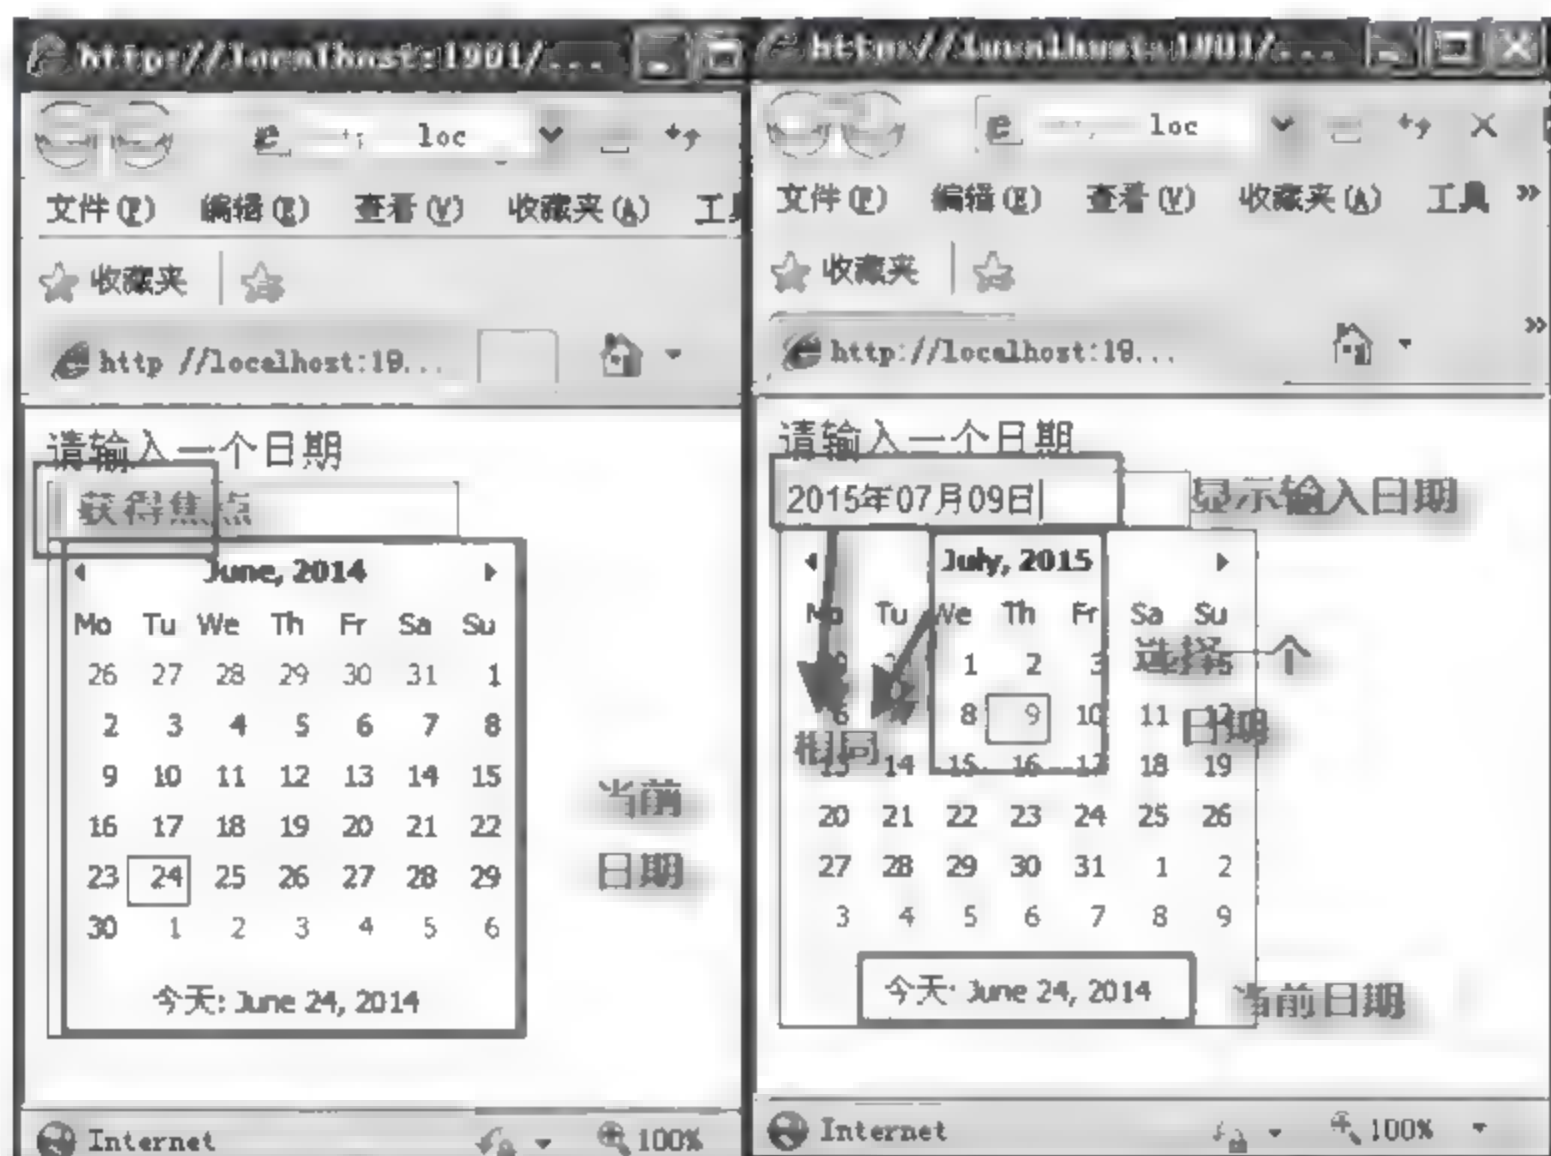 http://localhost:1901/...
loc
文件(F) 编辑(E) 查看(V) 收藏夹(A) 工具
收藏夹
http //localhost:19...
请输入一个日期
获得焦点
June, 2014
Mo Tu We Th Fr Sa Su
26 27 28 29 30 31 1
2 3 4 5 6 7 8
9 10 11 12 13 14 15
16 17 18 19 20 21 22
23 24 25 26 27 28 29
30 1 2 3 4 5 6
今天: June 24, 2014
当前
日期
Internet 100%
http://localhost:1901/...
loc
文件(F) 编辑(E) 查看(V) 收藏夹(A) 工具 »
收藏夹
http://localhost:19... »
请输入一个日期
2015年07月09日
显示输入日期
July, 2015
Mo Tu We Th Fr Sa Su
1 2 3 5
选择一个
6 8 9 10 11 12
日期
相同
13 14 15 16 17 18 19
20 21 22 23 24 25 26
27 28 29 30 31 1 2
3 4 5 6 7 8 9
今天: June 24, 2014
当前日期
Internet 100%